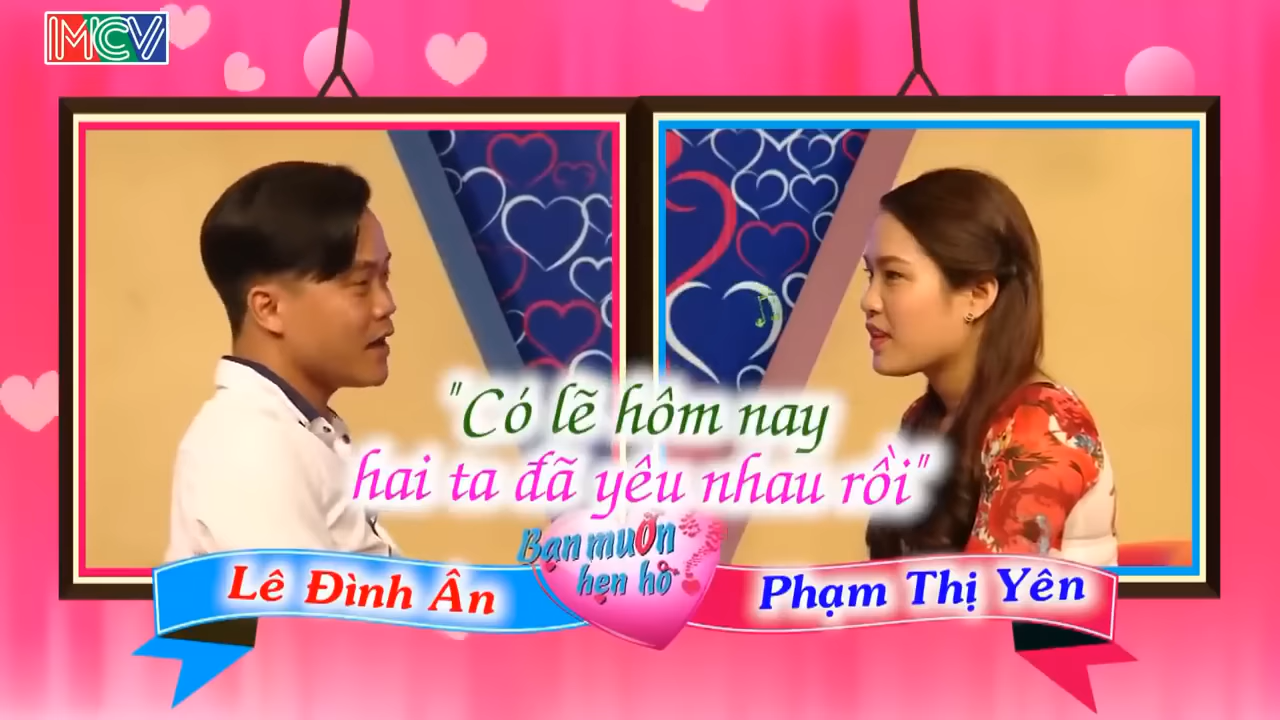 MCV
"Có lẽ hôm nay
hai ta đã yêu nhau rồi"
Bạn muốn
hẹn hò
Lê Đình Ân
Phạm Thị Yên